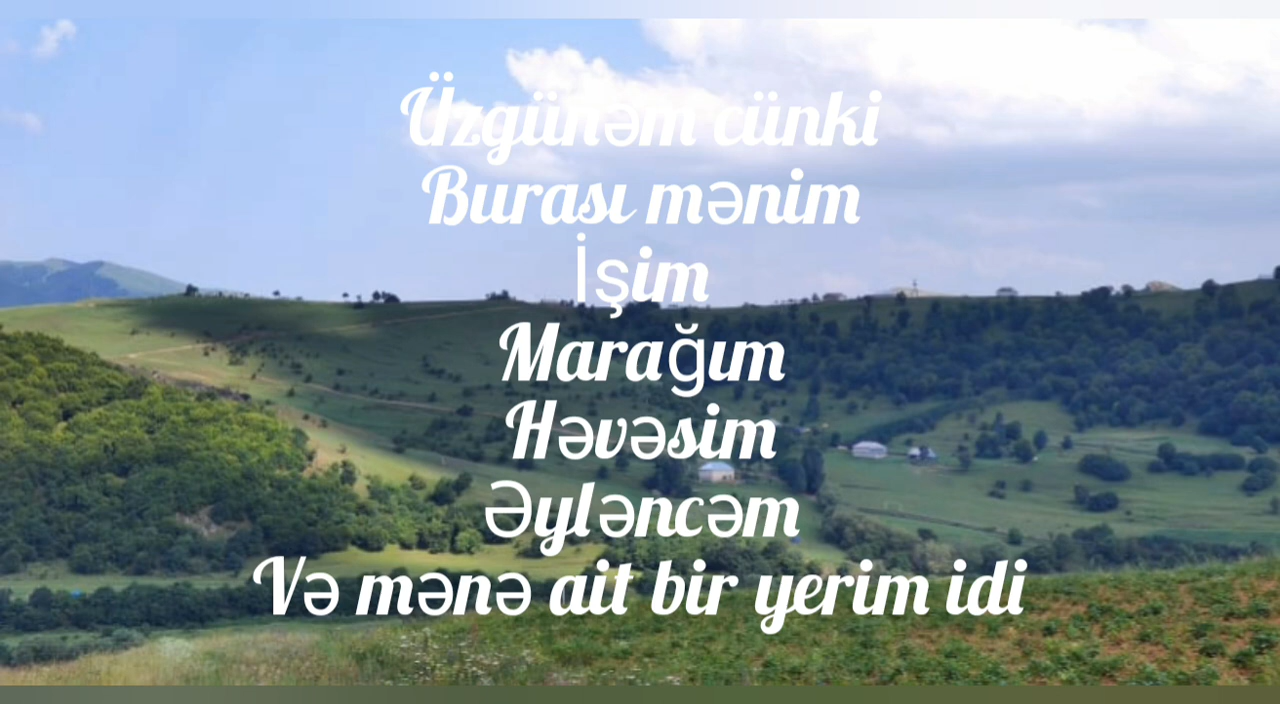 Üzgünəm cünki
Burası mənim
İşim
Marağım
Həvəsim
Əyləncəm
Və mənə ait bir yerim idi